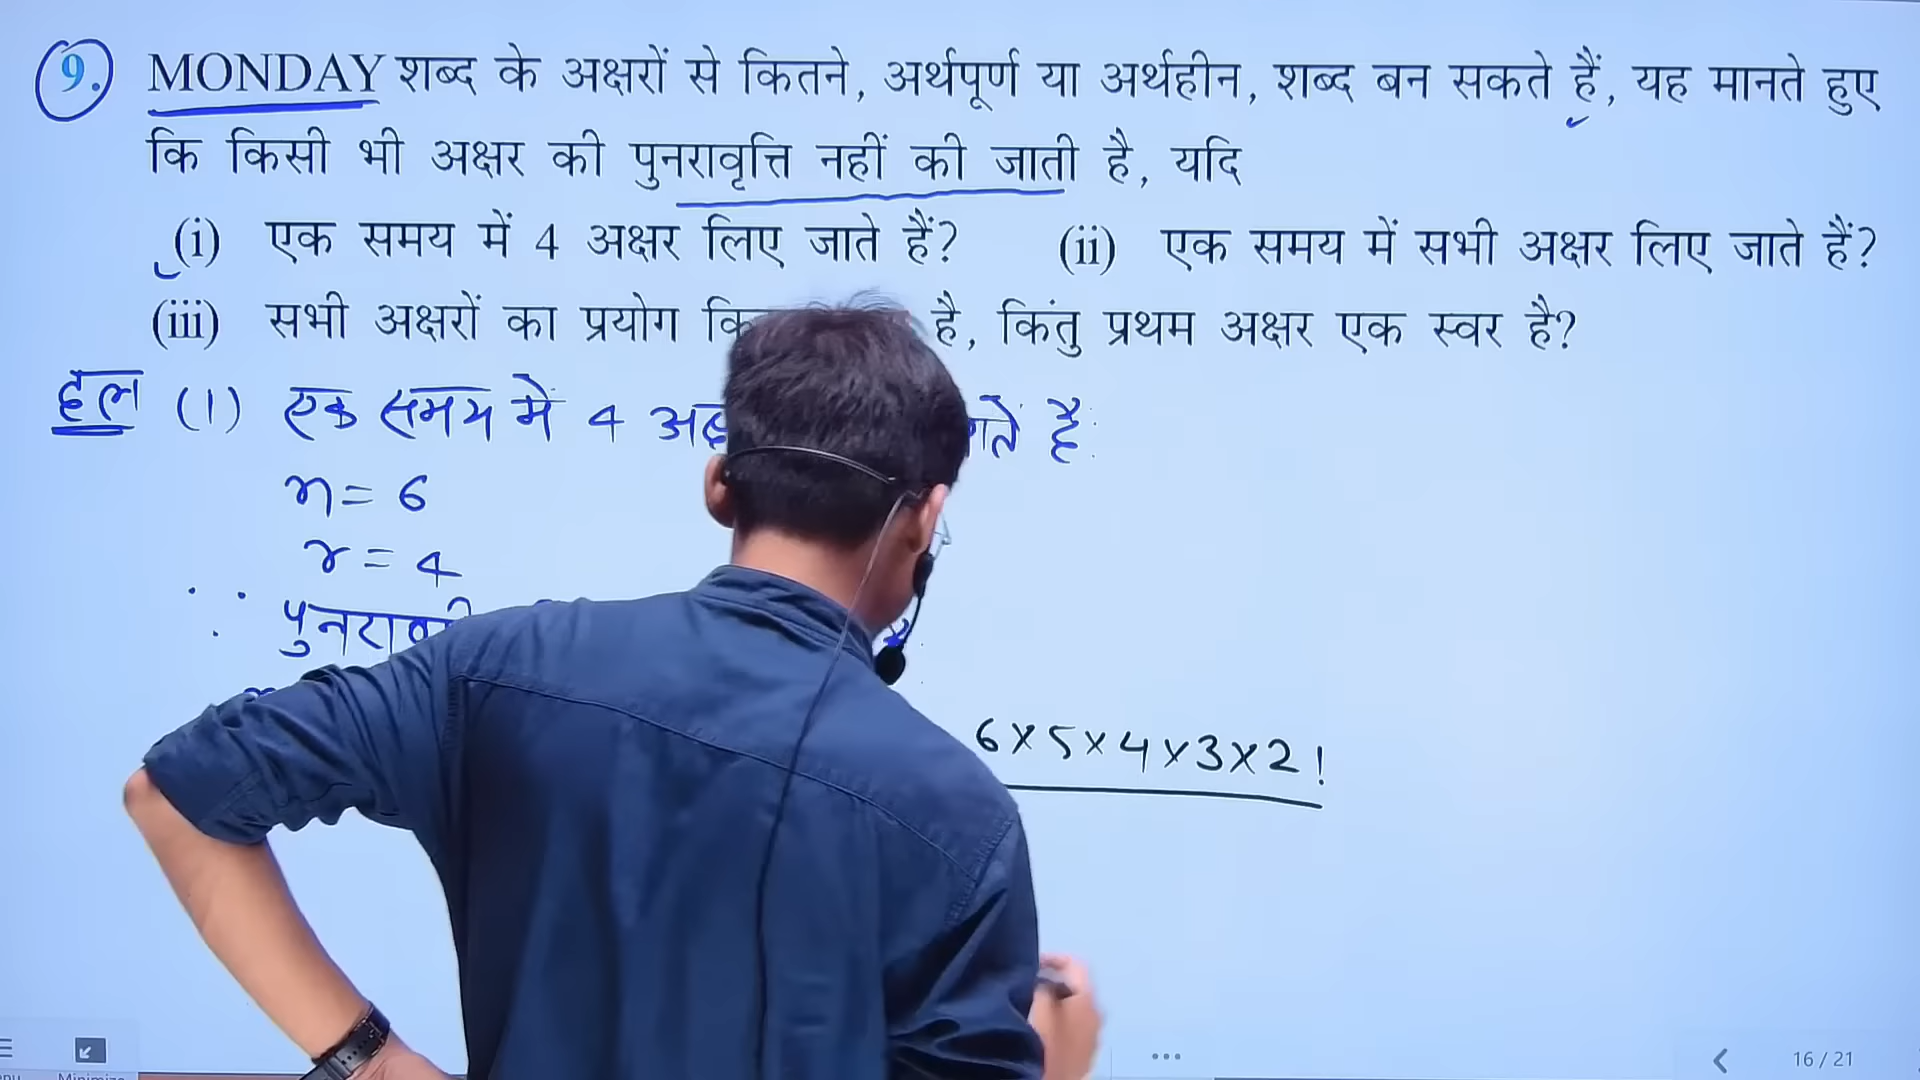 9. MONDAY शब्द के अक्षरों से कितने, अर्थपूर्ण या अर्थहीन, शब्द बन सकते हैं, यह मानते हुए
कि किसी भी अक्षर की पुनरावृत्ति नहीं की जाती है, यदि
(i) एक समय में 4 अक्षर लिए जाते हैं? (ii) एक समय में सभी अक्षर लिए जाते हैं?
(iii) सभी अक्षरों का प्रयोग है, किंतु प्रथम अक्षर एक स्वर है?
हल (1) एक समय में 4 है
n = 6
r = 4
6×5×4×3×2!
16 / 21